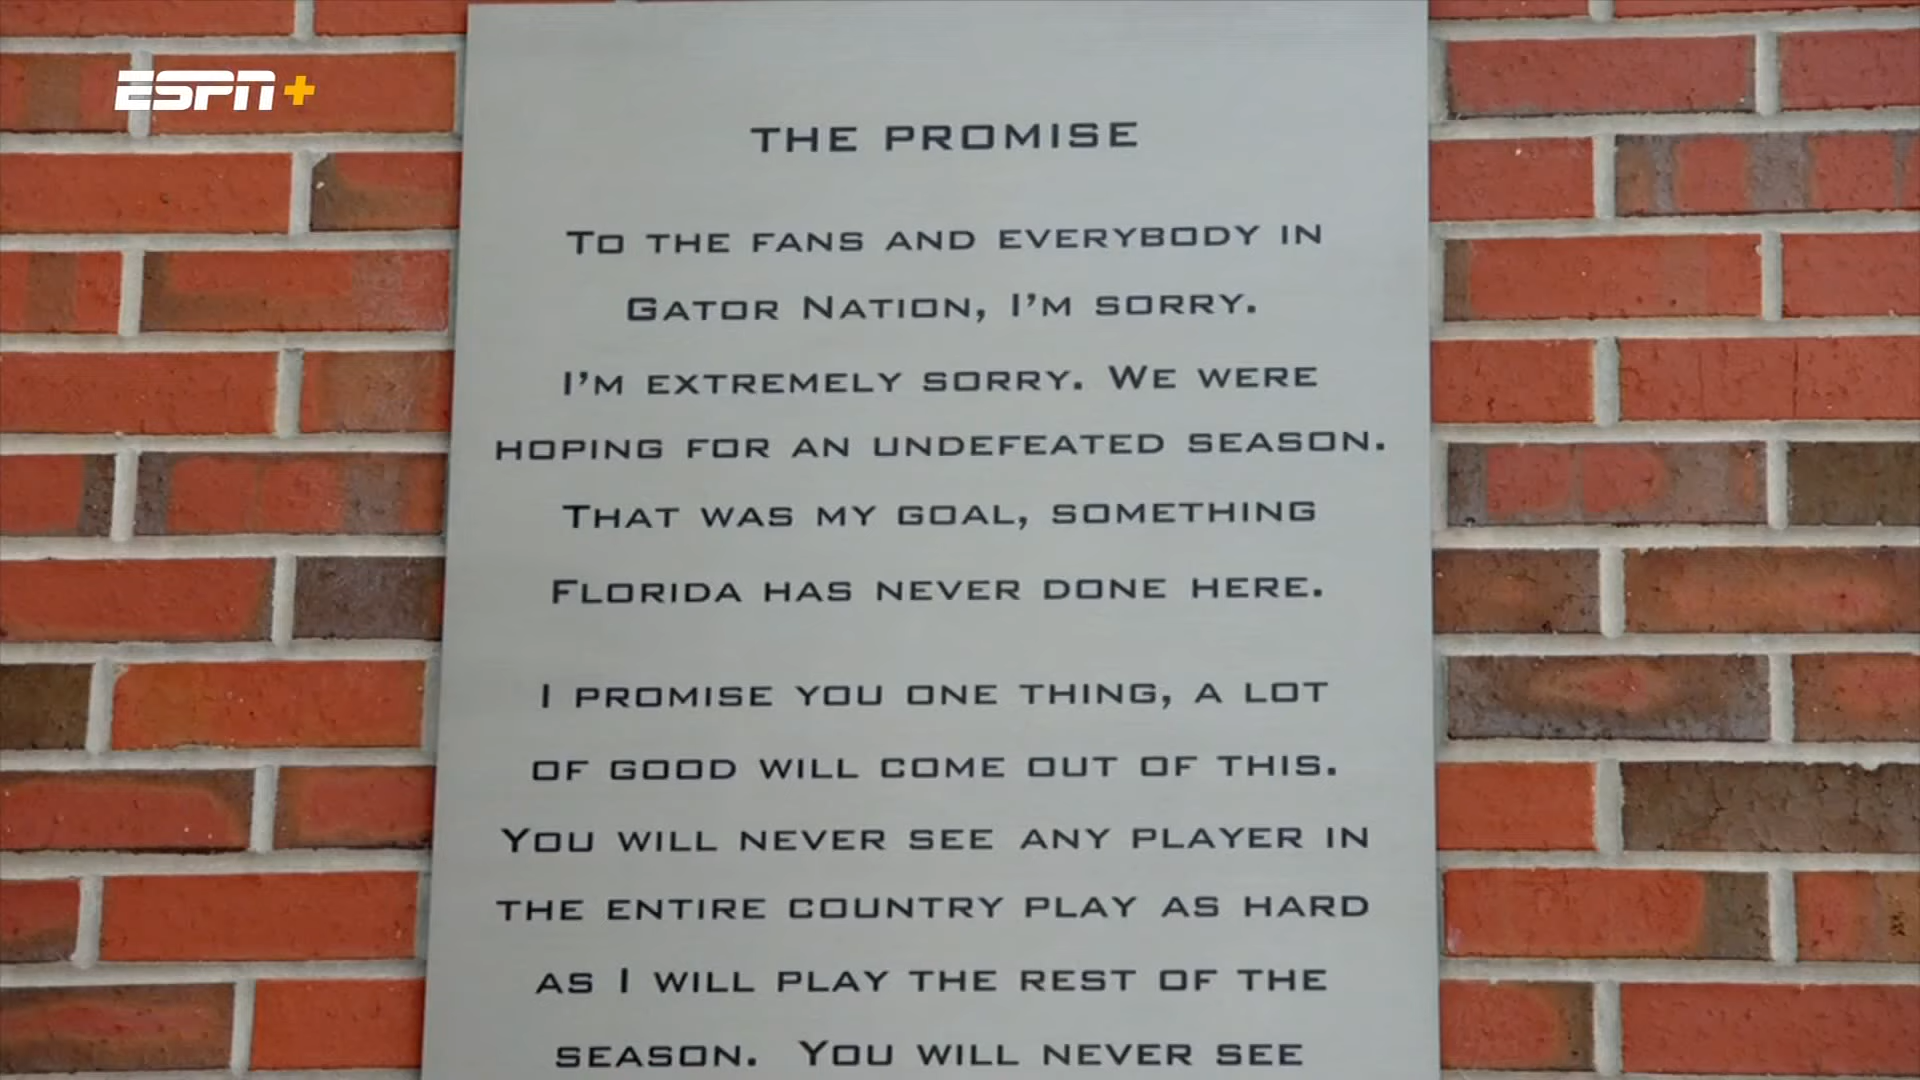 ESPN+
THE PROMISE
TO THE FANS AND EVERYBODY IN
GATOR NATION, I'M SORRY.
I'M EXTREMELY SORRY. WE WERE
HOPING FOR AN UNDEFEATED SEASON.
THAT WAS MY GOAL, SOMETHING
FLORIDA HAS NEVER DONE HERE.
I PROMISE YOU ONE THING, A LOT
OF GOOD WILL COME OUT OF THIS.
YOU WILL NEVER SEE ANY PLAYER IN
THE ENTIRE COUNTRY PLAY AS HARD
AS I WILL PLAY THE REST OF THE
SEASON. YOU WILL NEVER SEE